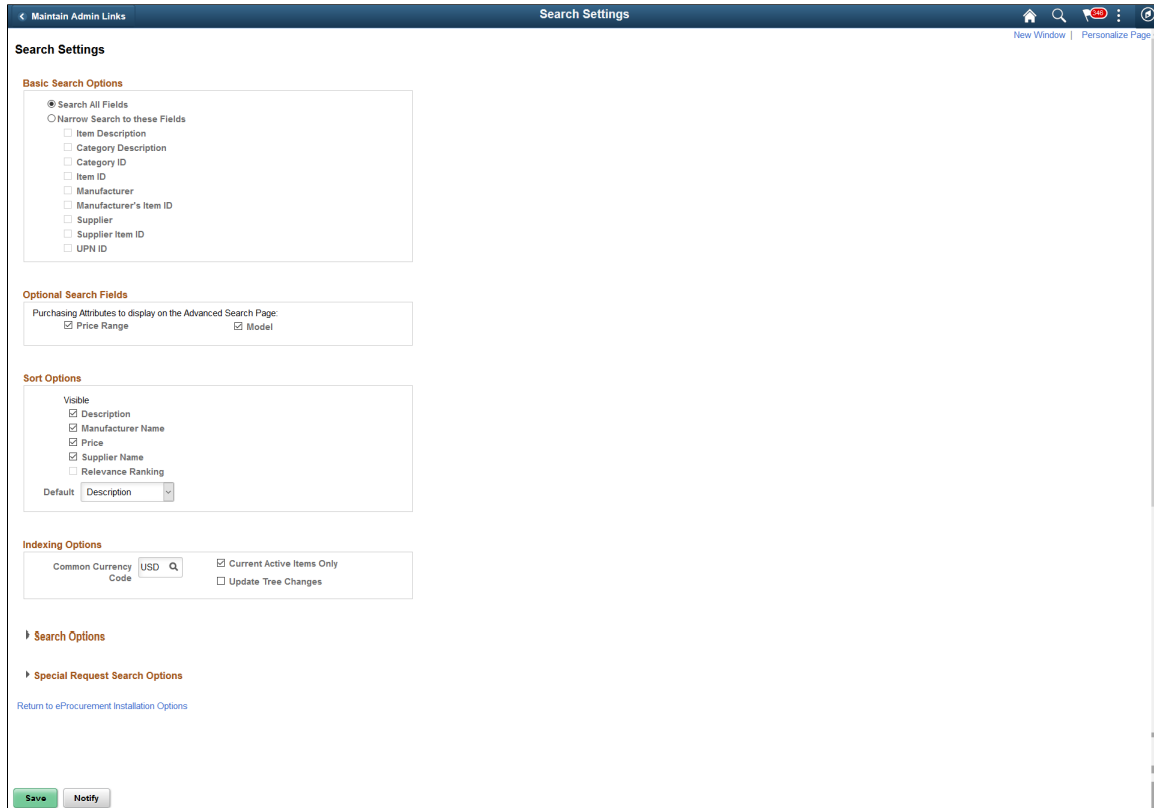 Maintain Admin Links
Search Settings
346
New Window | Personalize Page
Search Settings
Basic Search Options
Search All Fields
Narrow Search to these Fields
Item Description
Category Description
Category ID
Item ID
Manufacturer
Manufacturer's Item ID
Supplier
Supplier Item ID
UPN ID
Optional Search Fields
Purchasing Attributes to display on the Advanced Search Page:
Price Range Model
Sort Options
Visible
Description
Manufacturer Name
Price
Supplier Name
Relevance Ranking
Default Description
Indexing Options
Common Currency Code USD
Current Active Items Only
Update Tree Changes
Search Options
Special Request Search Options
Return to eProcurement Installation Options
Save Notify